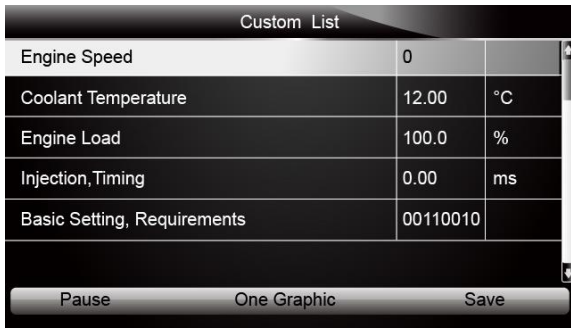 Custom List
Engine Speed 0
Coolant Temperature 12.00 °C
Engine Load 100.0 %
Injection,Timing 0.00 ms
Basic Setting, Requirements 00110010
Pause One Graphic Save